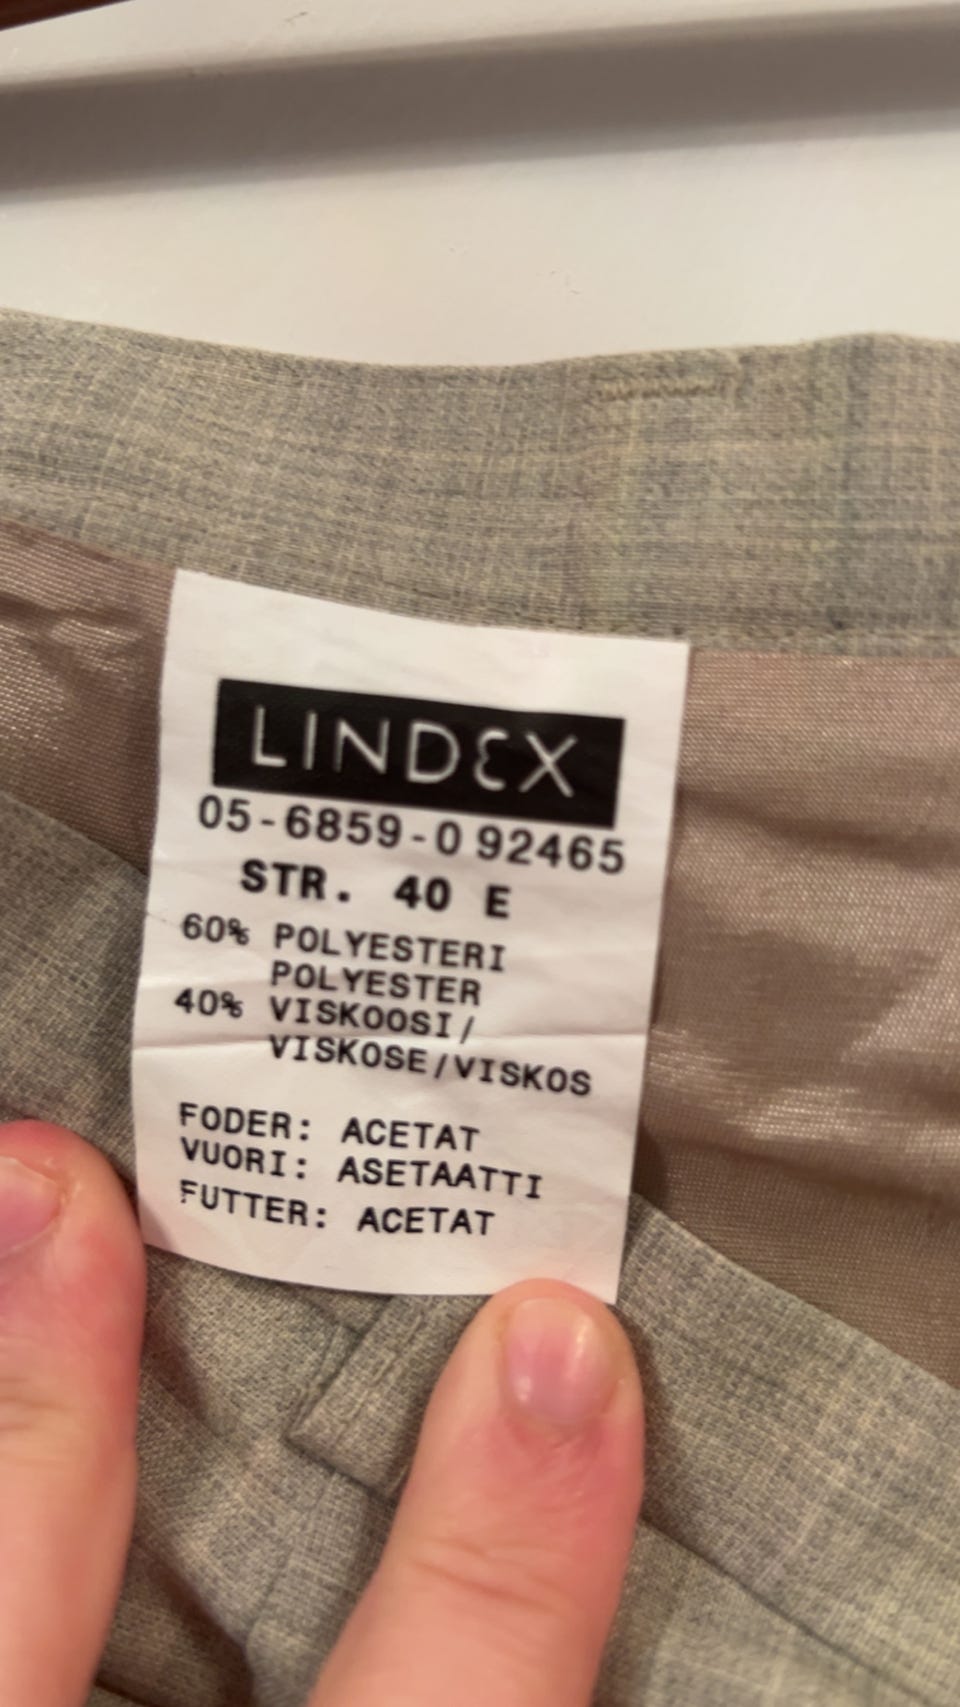 LINDEX
05-6859-0 92465
STR. 40 E
60% POLYESTERI
POLYESTER
40% VISKOOSI/
VISKOSE/VISKOS
FODER: ACETAT
VUORI: ASETAATTI
FUTTER: ACETAT